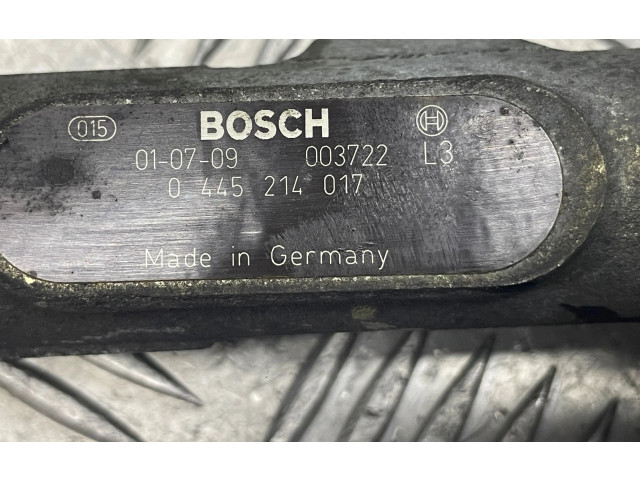 015 BOSCH
01-07-09 003722 L3
0 445 214 017
Made in Germany